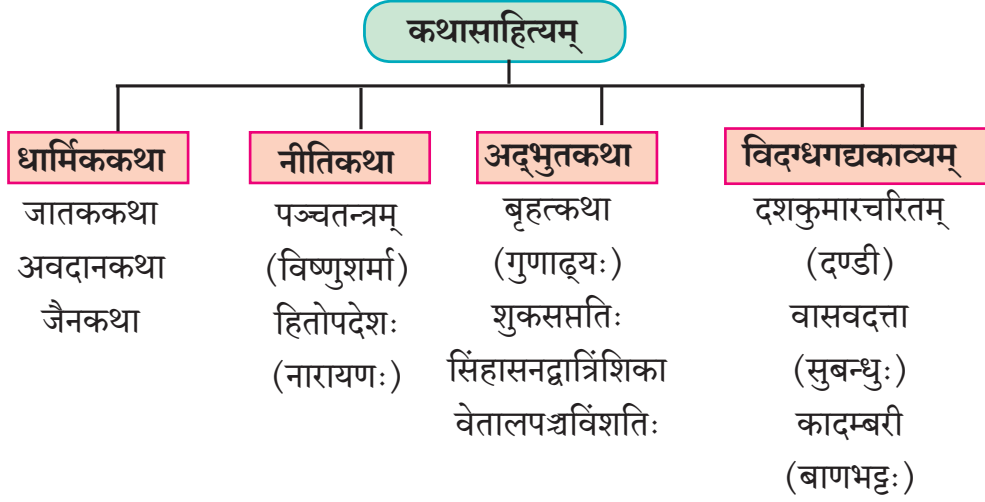 कथासाहित्यम्
धार्मिककथा
जातककथा
अवदानकथा
जैनकथा
नीतिकथा
पञ्चतन्त्रम्
(विष्णुशर्मा)
हितोपदेशः
(नारायणः)
अद्‌भुतकथा
बृहत्कथा
(गुणाढ्यः)
शुकसप्ततिः
सिंहासनद्वात्रिंशिका
वेतालपञ्चविंशतिः
विदग्धगद्यकाव्यम्
दशकुमारचरितम्
(दण्डी)
वासवदत्ता
(सुबन्धुः)
कादम्बरी
(बाणभट्टः)